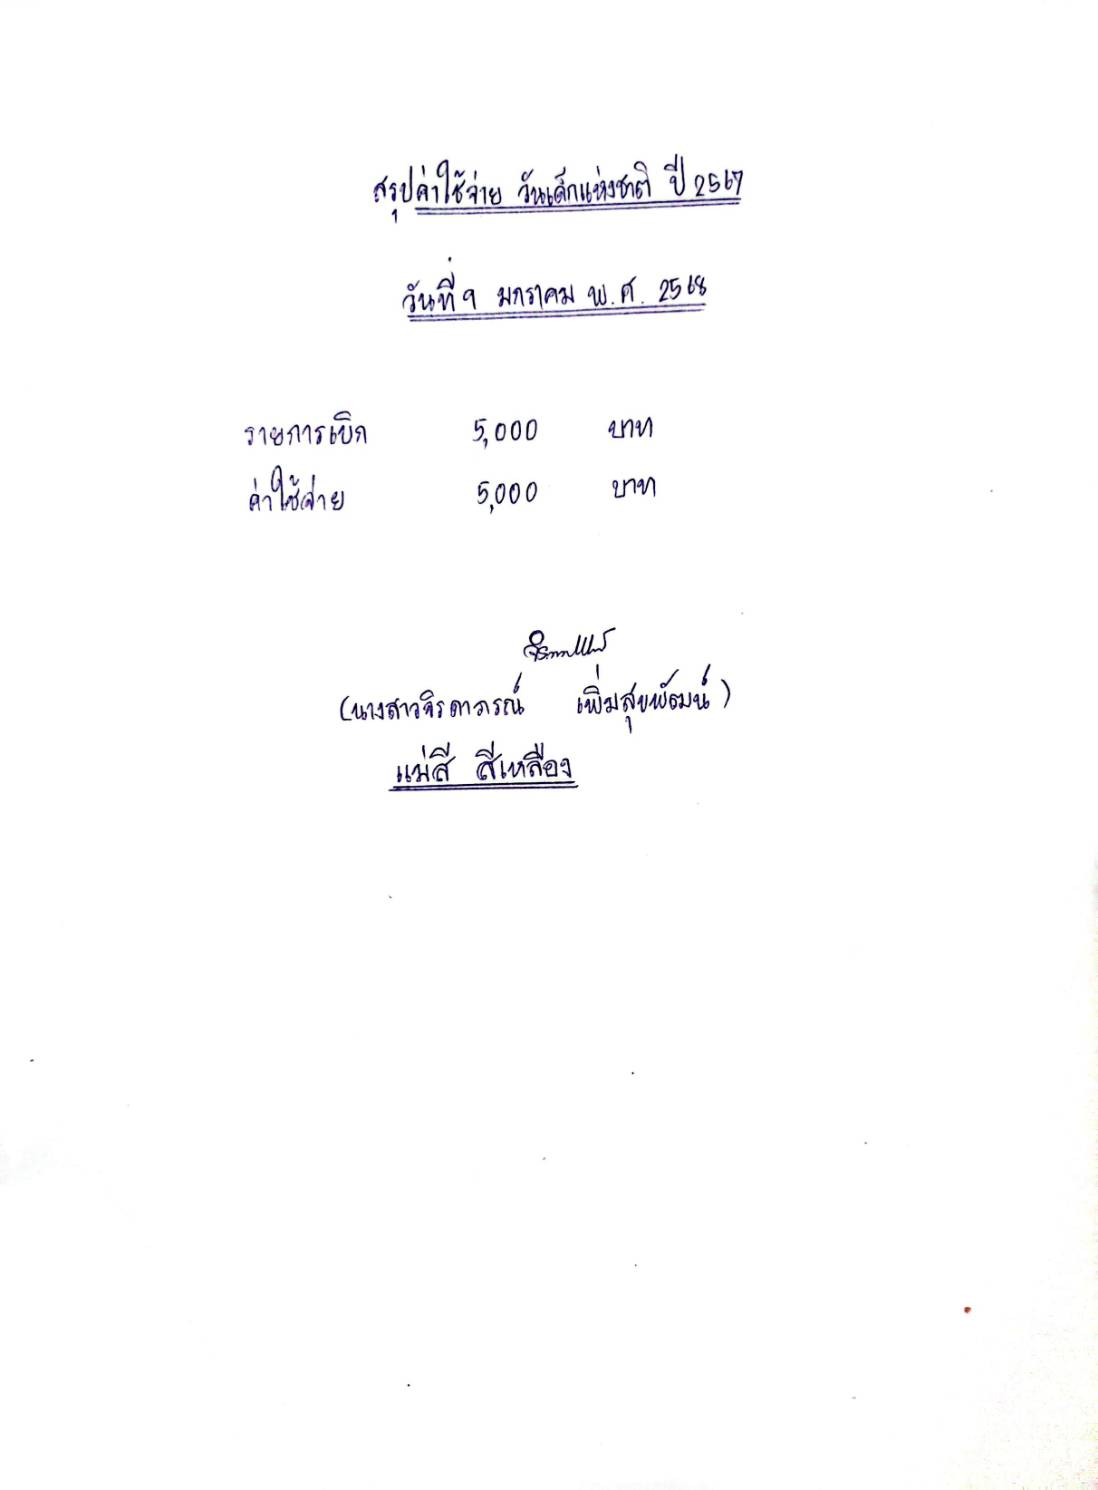 สรุปค่าใช้จ่าย วันเด็กแห่งชาติ ปี 2567
วันที่ 9 มกราคม พ.ศ. 2568
รายการเบิก 5,000 บาท
ค่าใช้จ่าย 5,000 บาท
(นางสาวจิรดาภรณ์ เพิ่มสุขพัฒน์)
แม่สี สีเหลือง